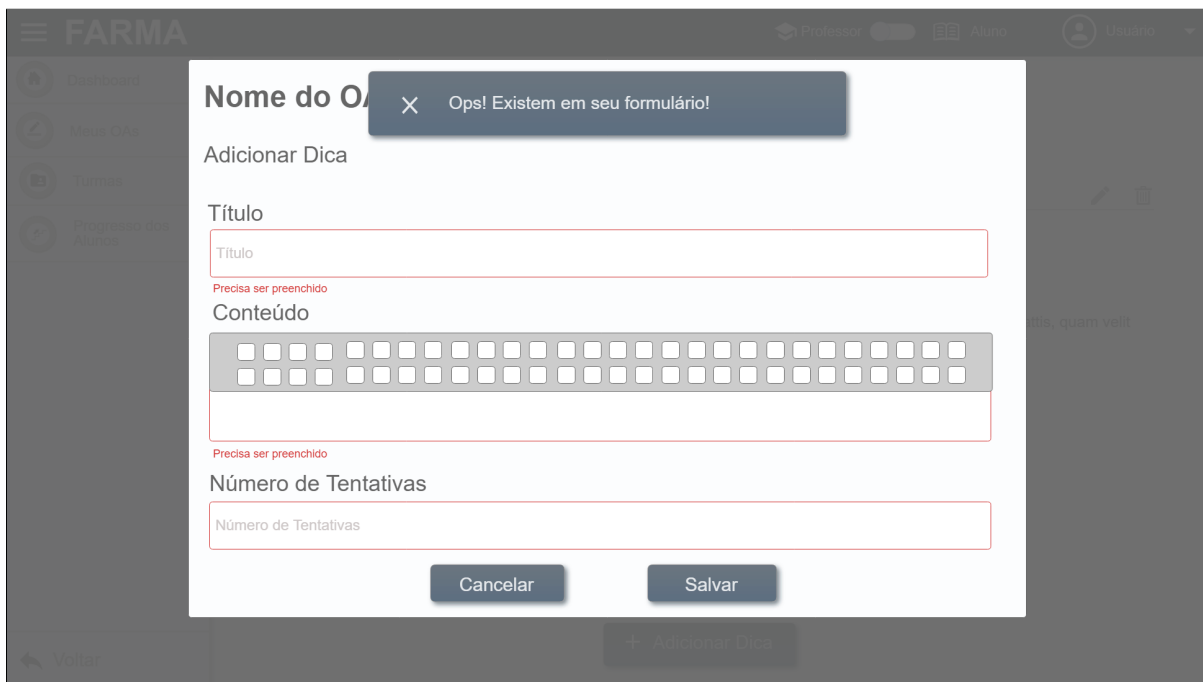 FARMA
Professor
Aluno
Usuário
Dashboard
Meus OAs
Turmas
Progresso dos
Alunos
Nome do OA
Ops! Existem em seu formulário!
Adicionar Dica
Título
Título
Precisa ser preenchido
Conteúdo
ttis, quam velit
Precisa ser preenchido
Número de Tentativas
Número de Tentativas
Cancelar
Salvar
+ Adicionar Dica
Voltar